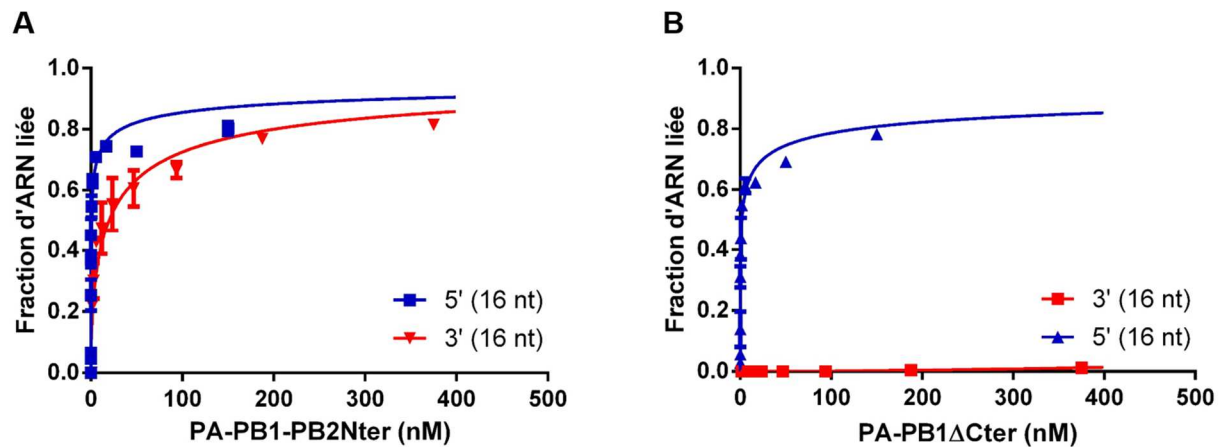 A
Fraction d'ARN liée
1.0
0.8
0.6
0.4
0.2
0.0
0 100 200 300 400 500
PA-PB1-PB2Nter (nM)
5' (16 nt)
3' (16 nt)
B
Fraction d'ARN liée
1.0
0.8
0.6
0.4
0.2
0.0
0 100 200 300 400 500
PA-PB1ΔCter (nM)
3' (16 nt)
5' (16 nt)